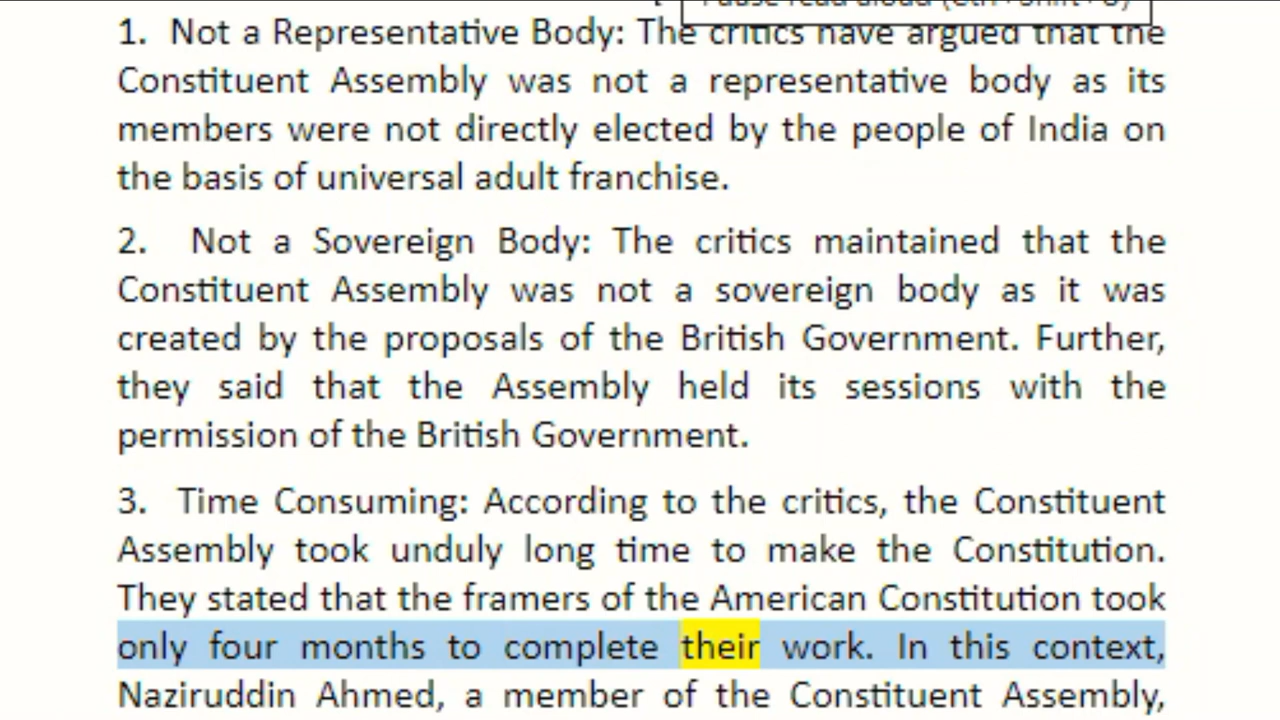 Pause read aloud (Ctrl+Shift+U)
1. Not a Representative Body: The critics have argued that the
Constituent Assembly was not a representative body as its
members were not directly elected by the people of India on
the basis of universal adult franchise.
2. Not a Sovereign Body: The critics maintained that the
Constituent Assembly was not a sovereign body as it was
created by the proposals of the British Government. Further,
they said that the Assembly held its sessions with the
permission of the British Government.
3. Time Consuming: According to the critics, the Constituent
Assembly took unduly long time to make the Constitution.
They stated that the framers of the American Constitution took
only four months to complete their work. In this context,
Naziruddin Ahmed, a member of the Constituent Assembly,